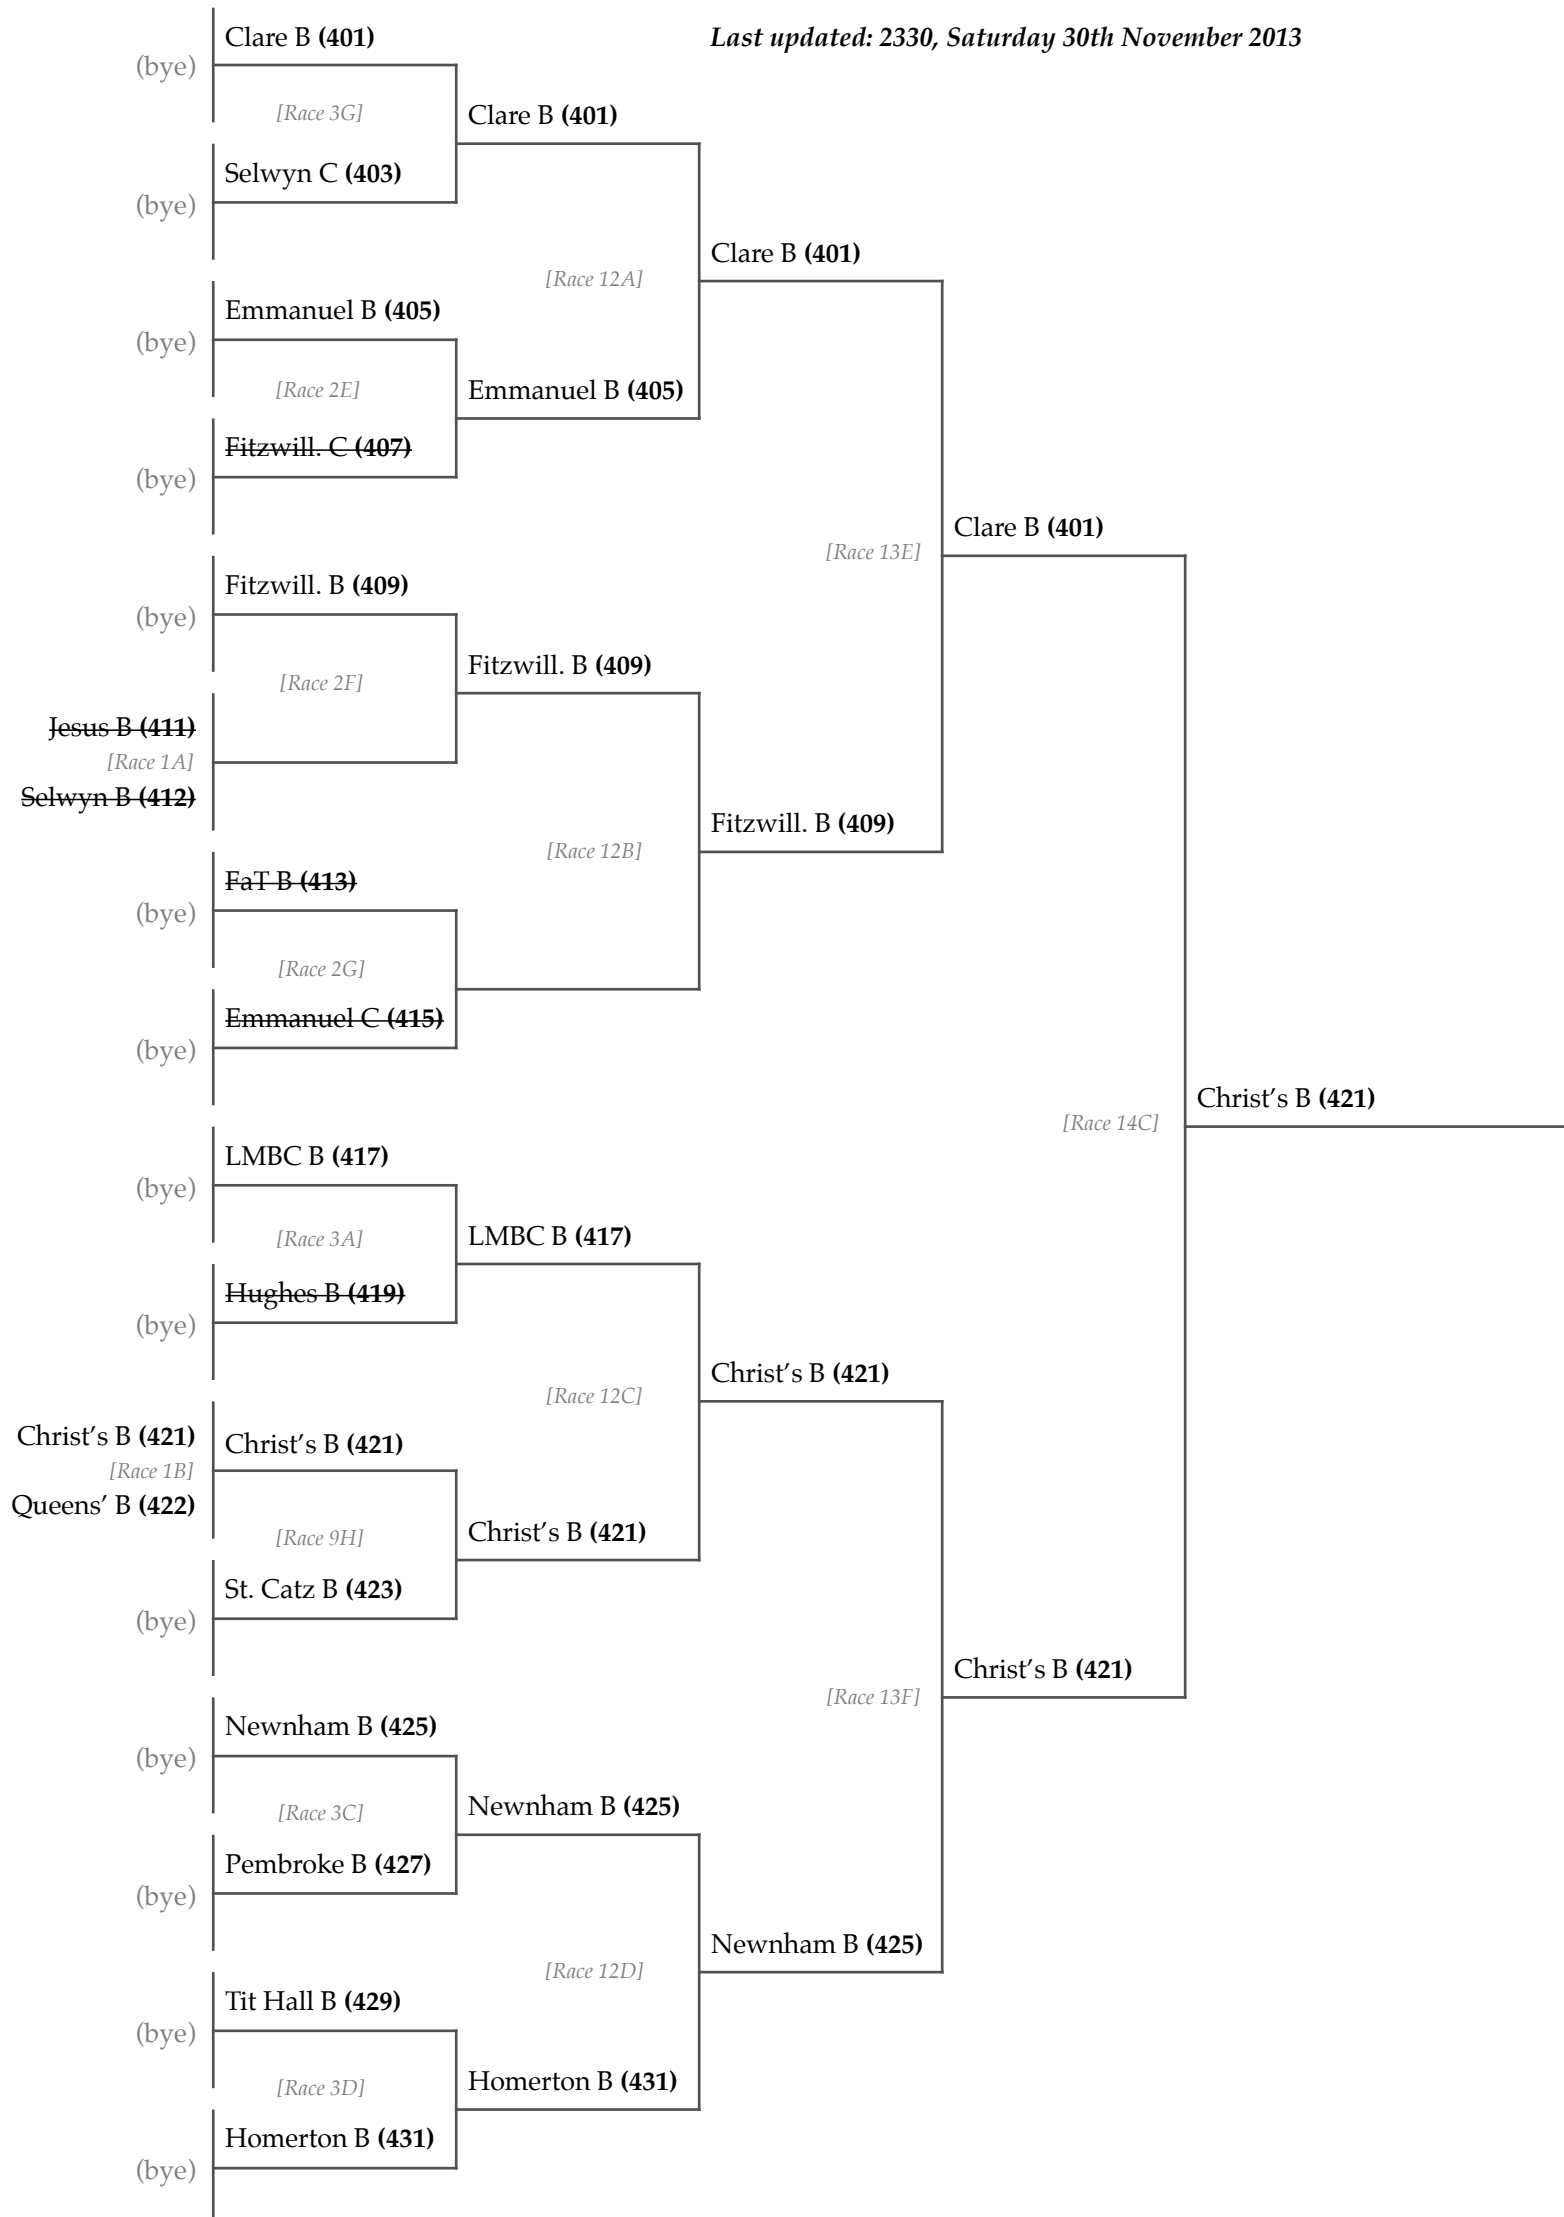 Clare B (401)
Last updated: 2330, Saturday 30th November 2013
(bye)
[Race 3G]
Clare B (401)
Selwyn C (403)
(bye)
Clare B (401)
[Race 12A]
Emmanuel B (405)
(bye)
[Race 2E]
Emmanuel B (405)
Fitzwill. C (407)
(bye)
Clare B (401)
[Race 13E]
Fitzwill. B (409)
(bye)
Fitzwill. B (409)
[Race 2F]
Jesus B (411)
[Race 1A]
Selwyn B (412)
Fitzwill. B (409)
[Race 12B]
FaT B (413)
(bye)
[Race 2G]
Emmanuel C (415)
(bye)
Christ's B (421)
[Race 14C]
LMBC B (417)
(bye)
[Race 3A]
LMBC B (417)
Hughes B (419)
(bye)
Christ's B (421)
[Race 12C]
Christ's B (421)
Christ's B (421)
[Race 1B]
Queens' B (422)
Christ's B (421)
[Race 9H]
St. Catz B (423)
(bye)
Christ's B (421)
[Race 13F]
Newnham B (425)
(bye)
[Race 3C]
Newnham B (425)
Pembroke B (427)
(bye)
Newnham B (425)
[Race 12D]
Tit Hall B (429)
(bye)
[Race 3D]
Homerton B (431)
Homerton B (431)
(bye)